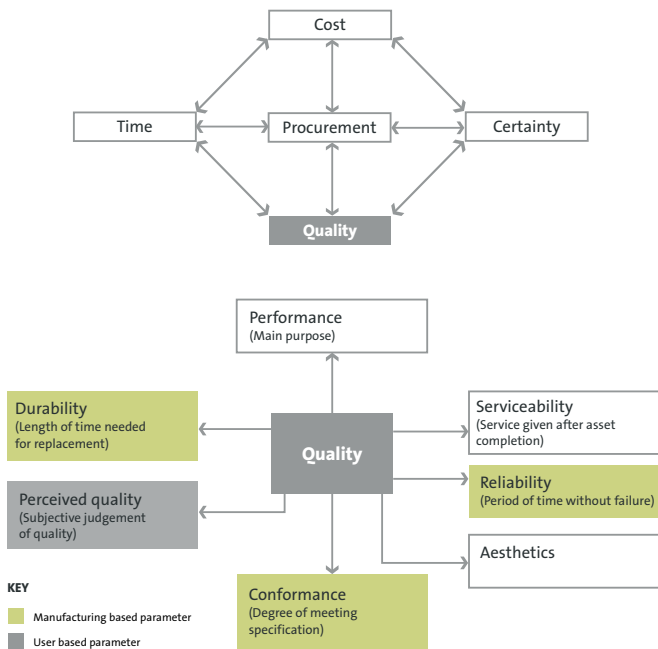 Cost
Time
Procurement
Certainty
Quality
Performance
(Main purpose)
Durability
(Length of time needed
for replacement)
Serviceability
(Service given after asset
completion)
Quality
Perceived quality
(Subjective judgement
of quality)
Reliability
(Period of time without failure)
Aesthetics
Conformance
(Degree of meeting
specification)
KEY
Manufacturing based parameter
User based parameter